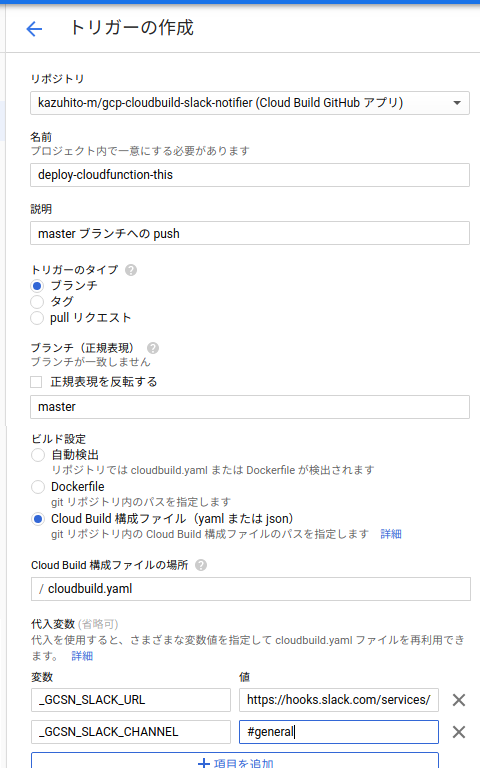 トリガーの作成
リポジトリ
kazuhito-m/gcp-cloudbuild-slack-notifier (Cloud Build GitHub アプリ)
名前
プロジェクト内で一意にする必要があります
deploy-cloudfunction-this
説明
master ブランチへの push
トリガーのタイプ ?
ブランチ
タグ
pull リクエスト
ブランチ（正規表現） ?
ブランチが一致しません
正規表現を反転する
master
ビルド設定
自動検出
リポジトリでは cloudbuild.yaml または Dockerfile が検出されます
Dockerfile
git リポジトリ内のパスを指定します
Cloud Build 構成ファイル（yaml または json）
git リポジトリ内の Cloud Build 構成ファイルのパスを指定します 詳細
Cloud Build 構成ファイルの場所 ?
/ cloudbuild.yaml
代入変数 (省略可)
代入を使用すると、さまざまな変数値を指定して cloudbuild.yaml ファイルを再利用でき
ます。 詳細
変数 値
_GCSN_SLACK_URL https://hooks.slack.com/services/
_GCSN_SLACK_CHANNEL #general
+ 項目を追加